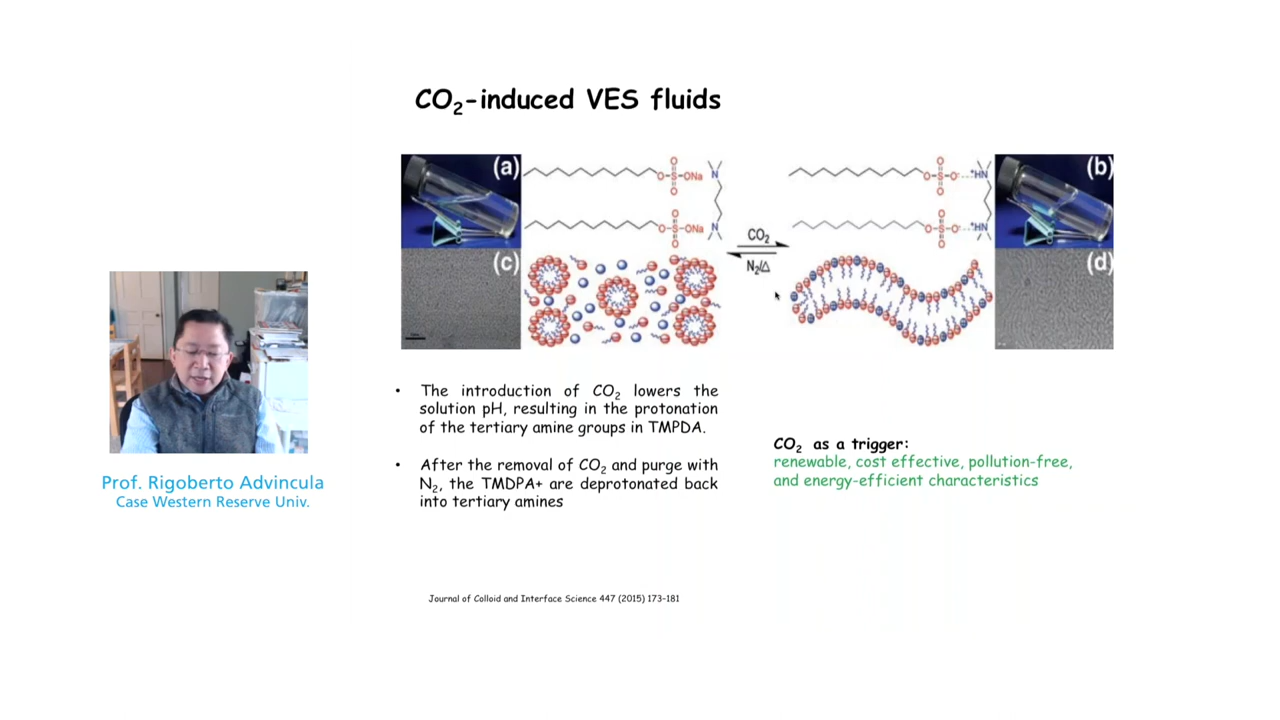 CO₂-induced VES fluids
(a)
O-S-ONa
O
O
N
O-S-ONa
O
O
N
CO₂
N₂/Δ
O-S-O⁻...⁺HN
O
O
O-S-O⁻...⁺HN
O
O
(b)
(c)
(d)
• The introduction of CO₂ lowers the
solution pH, resulting in the protonation
of the tertiary amine groups in TMPDA.
• After the removal of CO₂ and purge with
N₂, the TMDPA+ are deprotonated back
into tertiary amines
CO₂ as a trigger:
renewable, cost effective, pollution-free,
and energy-efficient characteristics
Prof. Rigoberto Advincula
Case Western Reserve Univ.
Journal of Colloid and Interface Science 447 (2015) 173-181